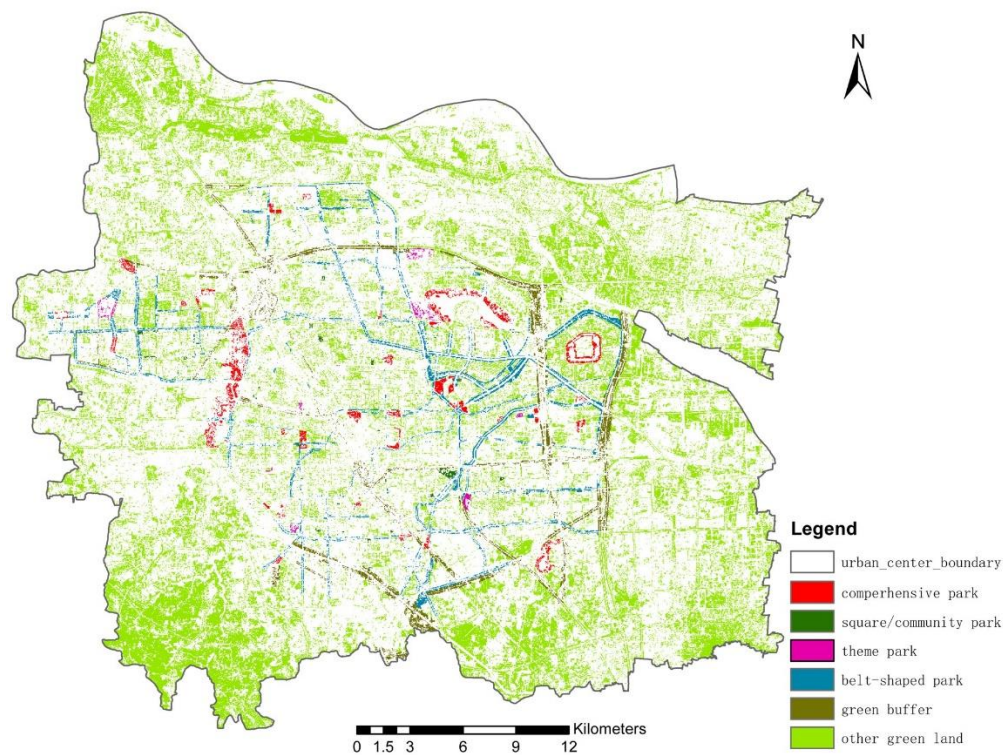 N
Legend
urban_center_boundary
comperhensive park
square/community park
theme park
belt-shaped park
green buffer
other green land
Kilometers
0 1.5 3 6 9 12